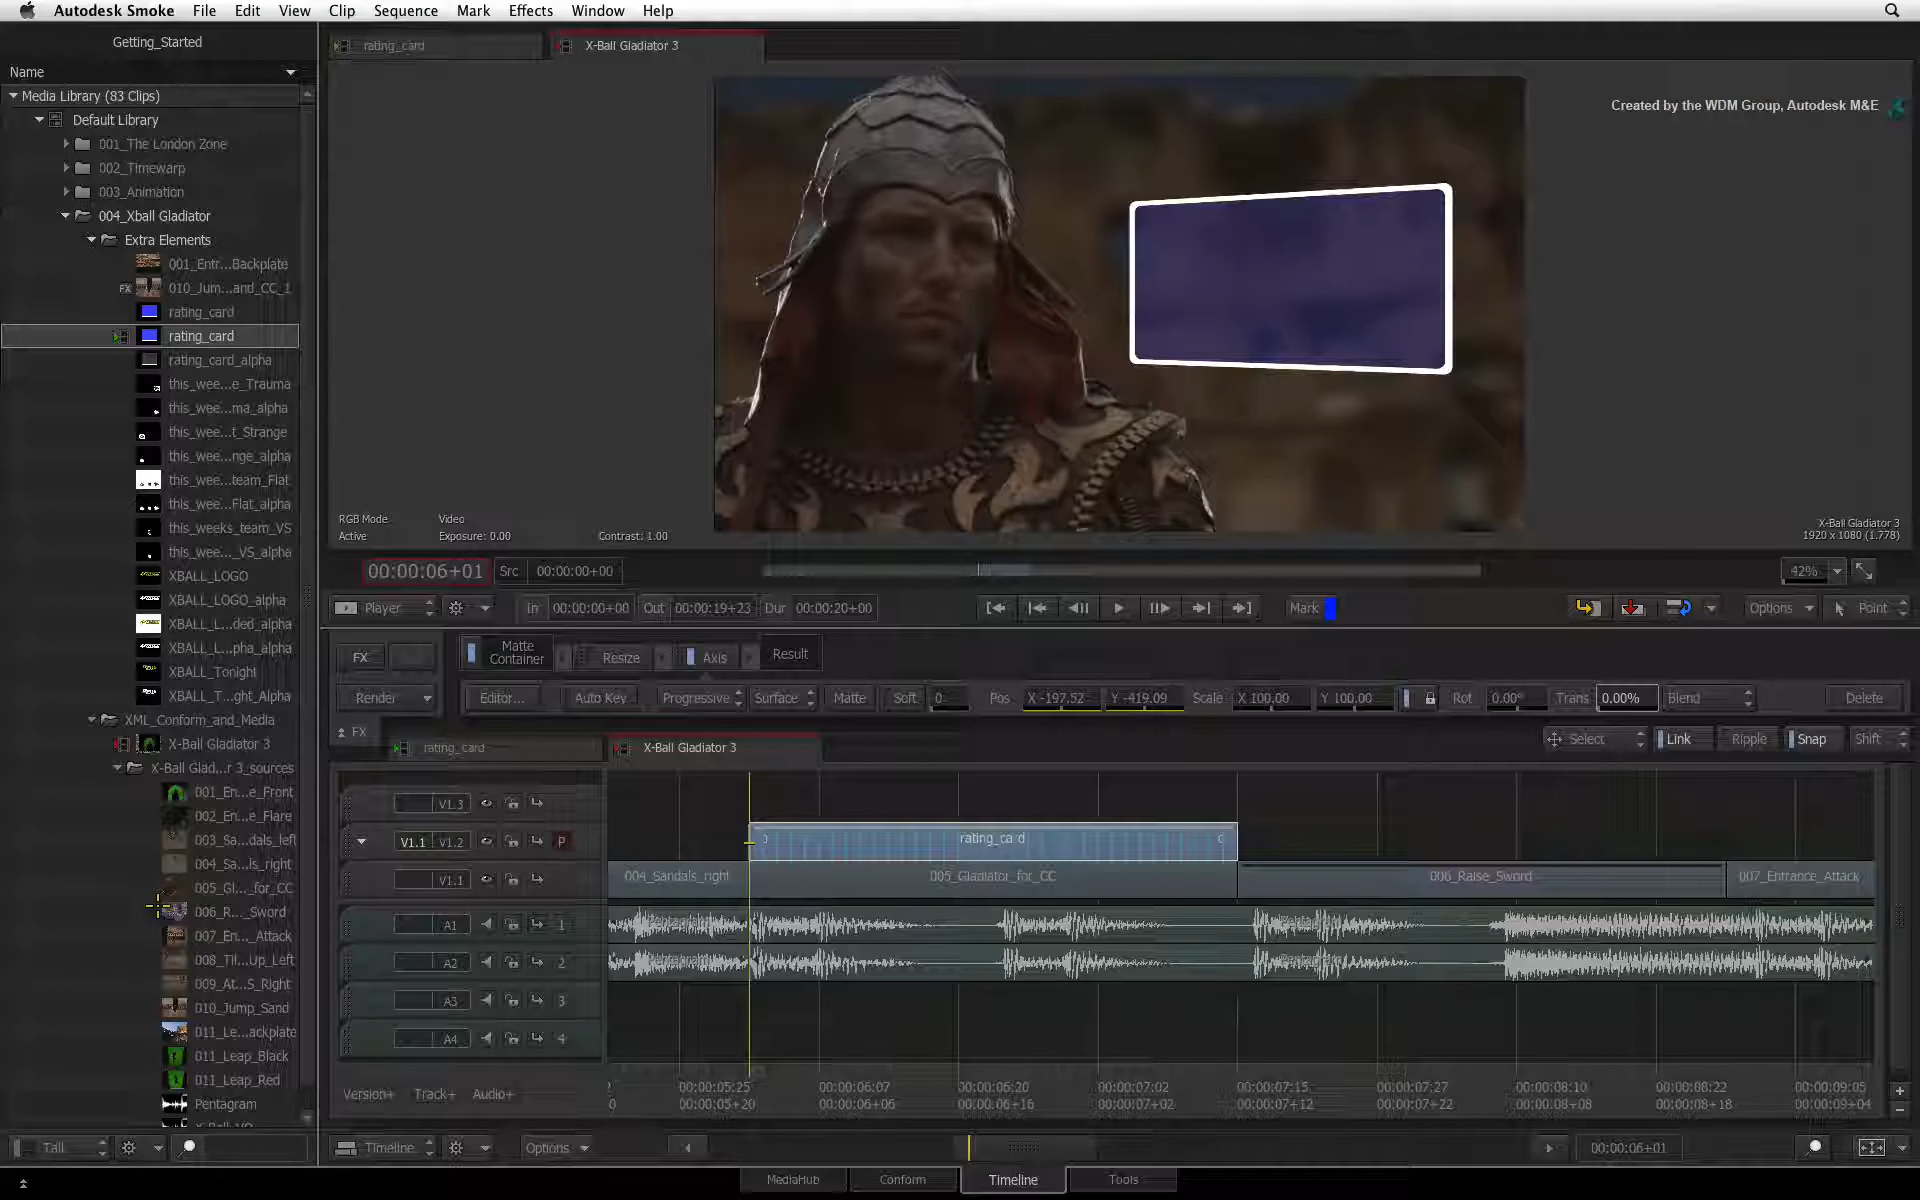 Autodesk Smoke File Edit View Clip Sequence Mark Effects Window Help
Getting_Started
Name
Media Library (83 Clips)
Default Library
001_The London Zone
002_Timewarp
003_Animation
004_Xball Gladiator
Extra Elements
001_Entr...Backplate
FX 010_Jum...and_CC_1
rating_card
rating_card
rating_card_alpha
this_wee...e_Trauma
this_wee...ma_alpha
this_wee...t_Strange
this_wee...nge_alpha
this_wee...team_Flat
this_wee...Flat_alpha
this_weeks_team_VS
this_wee..._VS_alpha
XBALL_LOGO
XBALL_LOGO_alpha
XBALL_L...ded_alpha
XBALL_L...pha_alpha
XBALL_Tonight
XBALL_T...ght_Alpha
XML_Conform_and_Media
X-Ball Gladiator 3
X-Ball Glad...r 3_sources
001_En...e_Front
002_En...e_Flare
003_Sa...dals_left
004_Sa...ls_right
005_Gl..._for_CC
006_R..._Sword
007_En..._Attack
008_Til...Up_Left
009_At...S_Right
010_Jump_Sand
011_Le...ackplate
011_Leap_Black
011_Leap_Red
Pentagram
Tall
rating_card X-Ball Gladiator 3
Created by the WDM Group, Autodesk M&E
RGB Mode Video
Active Exposure: 0.00 Contrast: 1.00
X-Ball Gladiator 3
1920 x 1080 (1.778)
00:00:06+01 Src 00:00:00+00 42%
Player In 00:00:00+00 Out 00:00:19+23 Dur 00:00:20+00 Mark Options Point
FX Matte Container Resize Axis Result
Render Editor... Auto Key Progressive Surface Matte Soft 0 Pos X -197.52 Y -419.09 Scale X 100.00 Y 100.00 Rot 0.00° Trans 0.00% Blend Delete
FX
rating_card X-Ball Gladiator 3 Select Link Ripple Snap Shift
V1.3
V1.1 V1.2 P rating_card
V1.1 004_Sandals_right 005_Gladiator_for_CC 006_Raise_Sword 007_Entrance_Attack
A1 1
A2 2
A3 3
A4 4
00:00:05:25 00:00:06:07 00:00:06:20 00:00:07:02 00:00:07:15 00:00:07:27 00:00:08:10 00:00:08:22 00:00:09:05
Version+ Track+ Audio+
00:00:05+20 00:00:06+06 00:00:06+16 00:00:07+02 00:00:07+12 00:00:07+22 00:00:08+08 00:00:08+18 00:00:09+04
Timeline Options 00:00:06+01
MediaHub Conform Timeline Tools